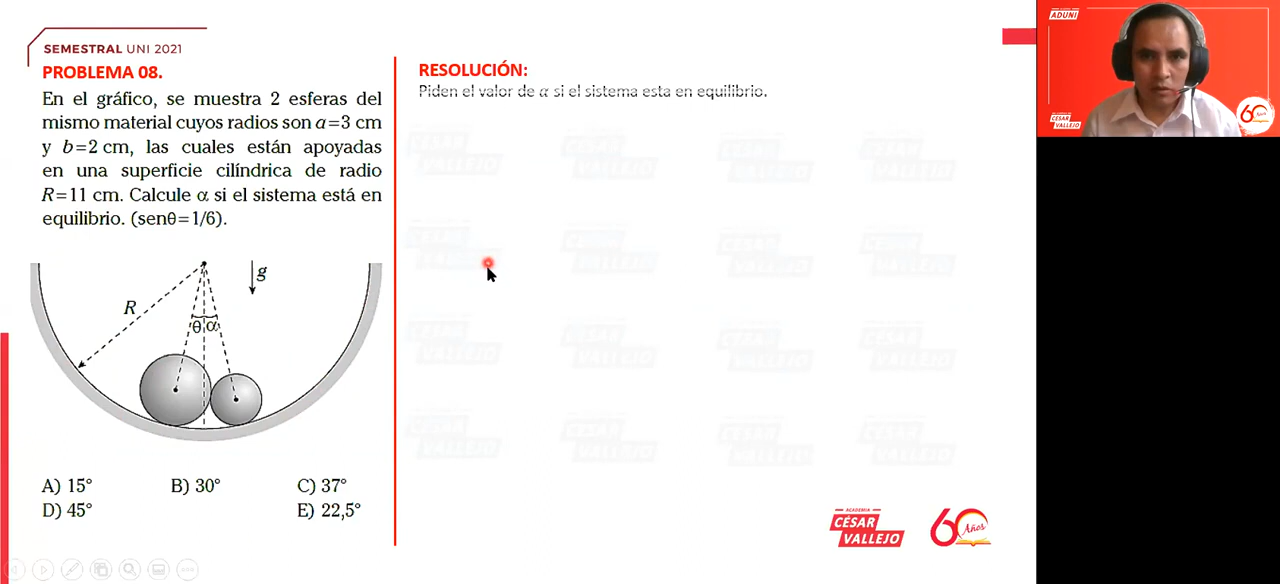 SEMESTRAL UNI 2021
PROBLEMA 08.
En el gráfico, se muestra 2 esferas del
mismo material cuyos radios son a=3 cm
y b=2 cm, las cuales están apoyadas
en una superficie cilíndrica de radio
R=11 cm. Calcule α si el sistema está en
equilibrio. (senθ=1/6).
g
R
θ α
A) 15° B) 30° C) 37°
D) 45° E) 22,5°
RESOLUCIÓN:
Piden el valor de α si el sistema esta en equilibrio.
ACADEMIA
CÉSAR
VALLEJO
60 Años
ADUNI
CÉSAR
VALLEJO
60 Años